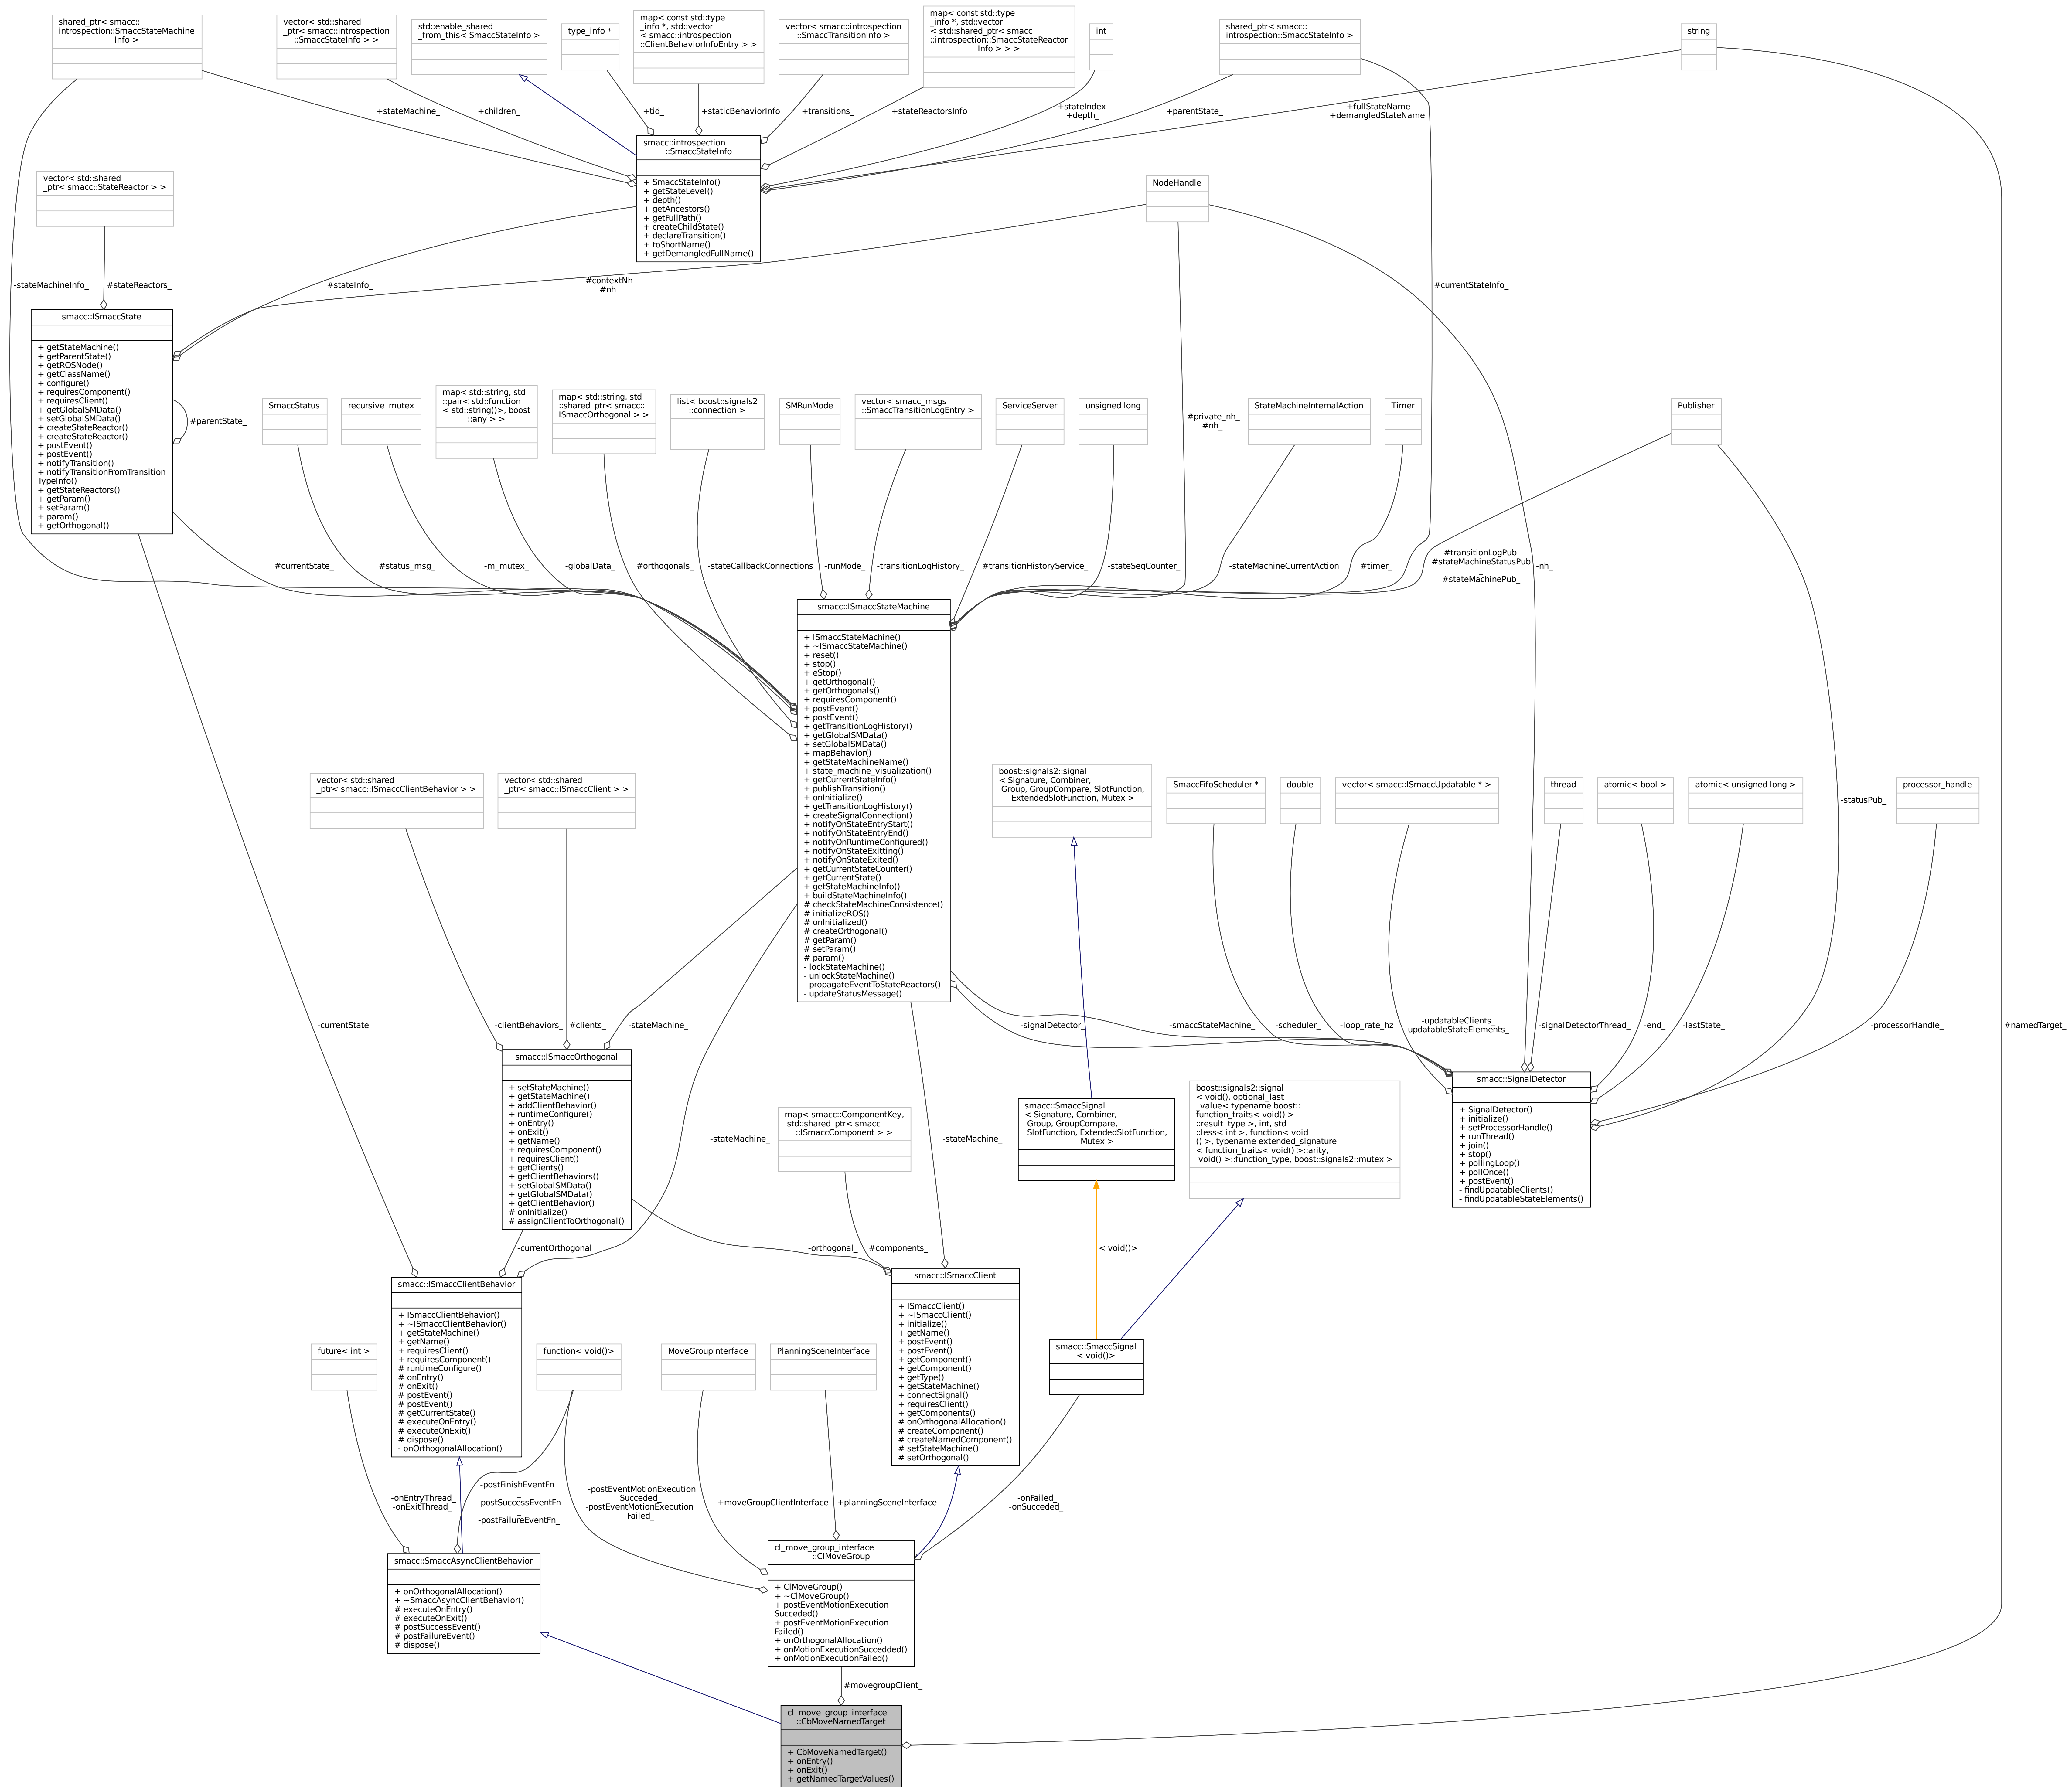 shared_ptr< smacc::
introspection::SmaccStateMachine
Info >
vector< std::shared
_ptr< smacc::introspection
::SmaccStateInfo > >
std::enable_shared
_from_this< SmaccStateInfo >
type_info *
map< const std::type
_info *, std::vector
< smacc::introspection
::ClientBehaviorInfoEntry > >
vector< smacc::introspection
::SmaccTransitionInfo >
map< const std::type
_info *, std::vector
< std::shared_ptr< smacc
::introspection::SmaccStateReactor
Info > > >
int
shared_ptr< smacc::
introspection::SmaccStateInfo >
string
+stateMachine_
+children_
+tid_
+staticBehaviorInfo
+transitions_
+stateReactorsInfo
+stateIndex_
+depth_
+parentState_
+fullStateName
+demangledStateName
smacc::introspection
::SmaccStateInfo
+ SmaccStateInfo()
+ getStateLevel()
+ depth()
+ getAncestors()
+ getFullPath()
+ createChildState()
+ declareTransition()
+ toShortName()
+ getDemangledFullName()
vector< std::shared
_ptr< smacc::StateReactor > >
NodeHandle
-stateMachineInfo_
#stateReactors_
#stateInfo_
#contextNh
#nh
#currentStateInfo_
smacc::ISmaccState
+ getStateMachine()
+ getParentState()
+ getROSNode()
+ getClassName()
+ configure()
+ requiresComponent()
+ requiresClient()
+ getGlobalSMData()
+ setGlobalSMData()
+ createStateReactor()
+ createStateReactor()
+ postEvent()
+ postEvent()
+ notifyTransition()
+ notifyTransitionFromTransition
TypeInfo()
+ getStateReactors()
+ getParam()
+ setParam()
+ param()
+ getOrthogonal()
#parentState_
SmaccStatus
recursive_mutex
map< std::string, std
::pair< std::function
< std::string()>, boost
::any > >
map< std::string, std
::shared_ptr< smacc::
ISmaccOrthogonal > >
list< boost::signals2
::connection >
SMRunMode
vector< smacc_msgs
::SmaccTransitionLogEntry >
ServiceServer
unsigned long
#private_nh_
#nh_
StateMachineInternalAction
Timer
Publisher
#currentState_
#status_msg_
-m_mutex_
-globalData_
#orthogonals_
-stateCallbackConnections
-runMode_
-transitionLogHistory_
#transitionHistoryService_
-stateSeqCounter_
-stateMachineCurrentAction
#timer_
#transitionLogPub_
#stateMachineStatusPub
_
#stateMachinePub_
-nh_
smacc::ISmaccStateMachine
+ ISmaccStateMachine()
+ ~ISmaccStateMachine()
+ reset()
+ stop()
+ eStop()
+ getOrthogonal()
+ getOrthogonals()
+ requiresComponent()
+ postEvent()
+ postEvent()
+ getTransitionLogHistory()
+ getGlobalSMData()
+ setGlobalSMData()
+ mapBehavior()
+ getStateMachineName()
+ state_machine_visualization()
+ getCurrentStateInfo()
+ publishTransition()
+ onInitialize()
+ getTransitionLogHistory()
+ createSignalConnection()
+ notifyOnStateEntryStart()
+ notifyOnStateEntryEnd()
+ notifyOnRuntimeConfigured()
+ notifyOnStateExitting()
+ notifyOnStateExited()
+ getCurrentStateCounter()
+ getCurrentState()
+ getStateMachineInfo()
+ buildStateMachineInfo()
# checkStateMachineConsistence()
# initializeROS()
# onInitialized()
# createOrthogonal()
# getParam()
# setParam()
# param()
- lockStateMachine()
- unlockStateMachine()
- propagateEventToStateReactors()
- updateStatusMessage()
vector< std::shared
_ptr< smacc::ISmaccClientBehavior > >
vector< std::shared
_ptr< smacc::ISmaccClient > >
boost::signals2::signal
< Signature, Combiner,
Group, GroupCompare, SlotFunction,
ExtendedSlotFunction, Mutex >
SmaccFifoScheduler *
double
vector< smacc::ISmaccUpdatable * >
thread
atomic< bool >
atomic< unsigned long >
-statusPub_
processor_handle
-currentState
-clientBehaviors_
#clients_
-stateMachine_
-signalDetector_
-smaccStateMachine_
-scheduler_
-loop_rate_hz
-updatableClients_
-updatableStateElements_
-signalDetectorThread_
-end_
-lastState_
-processorHandle_
#namedTarget_
smacc::ISmaccOrthogonal
+ setStateMachine()
+ getStateMachine()
+ addClientBehavior()
+ runtimeConfigure()
+ onEntry()
+ onExit()
+ getName()
+ requiresComponent()
+ requiresClient()
+ getClients()
+ getClientBehaviors()
+ setGlobalSMData()
+ getGlobalSMData()
+ getClientBehavior()
# onInitialize()
# assignClientToOrthogonal()
smacc::SignalDetector
+ SignalDetector()
+ initialize()
+ setProcessorHandle()
+ runThread()
+ join()
+ stop()
+ pollingLoop()
+ pollOnce()
+ postEvent()
- findUpdatableClients()
- findUpdatableStateElements()
-stateMachine_
map< smacc::ComponentKey,
std::shared_ptr< smacc
::ISmaccComponent > >
-stateMachine_
smacc::SmaccSignal
< Signature, Combiner,
Group, GroupCompare,
SlotFunction, ExtendedSlotFunction,
Mutex >
boost::signals2::signal
< void(), optional_last
_value< typename boost::
function_traits< void() >
::result_type >, int, std
::less< int >, function< void
() >, typename extended_signature
< function_traits< void() >::arity,
void() >::function_type, boost::signals2::mutex >
-currentOrthogonal
-orthogonal_
#components_
< void()>
smacc::ISmaccClientBehavior
+ ISmaccClientBehavior()
+ ~ISmaccClientBehavior()
+ getStateMachine()
+ getName()
+ requiresClient()
+ requiresComponent()
# runtimeConfigure()
# onEntry()
# onExit()
# postEvent()
# postEvent()
# getCurrentState()
# executeOnEntry()
# executeOnExit()
# dispose()
- onOrthogonalAllocation()
smacc::ISmaccClient
+ ISmaccClient()
+ ~ISmaccClient()
+ initialize()
+ getName()
+ postEvent()
+ postEvent()
+ getComponent()
+ getComponent()
+ getType()
+ getStateMachine()
+ connectSignal()
+ requiresClient()
+ getComponents()
# onOrthogonalAllocation()
# createComponent()
# createNamedComponent()
# setStateMachine()
# setOrthogonal()
smacc::SmaccSignal
< void()>
future< int >
function< void()>
MoveGroupInterface
PlanningSceneInterface
-onEntryThread_
-onExitThread_
-postFinishEventFn
_
-postSuccessEventFn
_
-postFailureEventFn_
-postEventMotionExecution
Succeded_
-postEventMotionExecution
Failed_
+moveGroupClientInterface
+planningSceneInterface
-onFailed_
-onSucceded_
smacc::SmaccAsyncClientBehavior
+ onOrthogonalAllocation()
+ ~SmaccAsyncClientBehavior()
# executeOnEntry()
# executeOnExit()
# postSuccessEvent()
# postFailureEvent()
# dispose()
cl_move_group_interface
::ClMoveGroup
+ ClMoveGroup()
+ ~ClMoveGroup()
+ postEventMotionExecution
Succeded()
+ postEventMotionExecution
Failed()
+ onOrthogonalAllocation()
+ onMotionExecutionSuccedded()
+ onMotionExecutionFailed()
#movegroupClient_
cl_move_group_interface
::CbMoveNamedTarget
+ CbMoveNamedTarget()
+ onEntry()
+ onExit()
+ getNamedTargetValues()